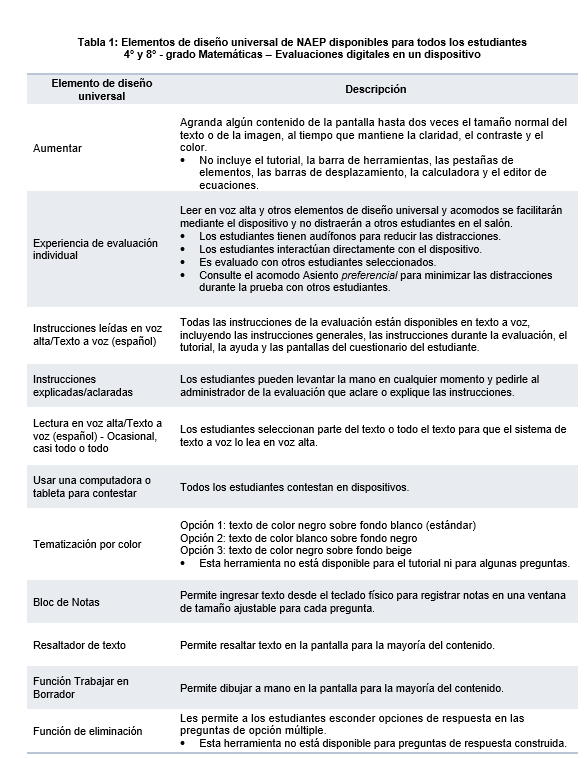 Tabla 1: Elementos de diseño universal de NAEP disponibles para todos los estudiantes
4° y 8° - grado Matemáticas – Evaluaciones digitales en un dispositivo
Elemento de diseño
universal
Descripción
Aumentar
Agranda algún contenido de la pantalla hasta dos veces el tamaño normal del
texto o de la imagen, al tiempo que mantiene la claridad, el contraste y el
color.
• No incluye el tutorial, la barra de herramientas, las pestañas de
elementos, las barras de desplazamiento, la calculadora y el editor de
ecuaciones.
Experiencia de evaluación
individual
Leer en voz alta y otros elementos de diseño universal y acomodos se facilitarán
mediante el dispositivo y no distraerán a otros estudiantes en el salón.
• Los estudiantes tienen audífonos para reducir las distracciones.
• Los estudiantes interactúan directamente con el dispositivo.
• Es evaluado con otros estudiantes seleccionados.
• Consulte el acomodo Asiento preferencial para minimizar las distracciones
durante la prueba con otros estudiantes.
Instrucciones leídas en voz
alta/Texto a voz (español)
Todas las instrucciones de la evaluación están disponibles en texto a voz,
incluyendo las instrucciones generales, las instrucciones durante la evaluación, el
tutorial, la ayuda y las pantallas del cuestionario del estudiante.
Instrucciones
explicadas/aclaradas
Los estudiantes pueden levantar la mano en cualquier momento y pedirle al
administrador de la evaluación que aclare o explique las instrucciones.
Lectura en voz alta/Texto a
voz (español) - Ocasional,
casi todo o todo
Los estudiantes seleccionan parte del texto o todo el texto para que el sistema de
texto a voz lo lea en voz alta.
Usar una computadora o
tableta para contestar
Todos los estudiantes contestan en dispositivos.
Tematización por color
Opción 1: texto de color negro sobre fondo blanco (estándar)
Opción 2: texto de color blanco sobre fondo negro
Opción 3: texto de color negro sobre fondo beige
• Esta herramienta no está disponible para el tutorial ni para algunas preguntas.
Bloc de Notas
Permite ingresar texto desde el teclado físico para registrar notas en una ventana
de tamaño ajustable para cada pregunta.
Resaltador de texto
Permite resaltar texto en la pantalla para la mayoría del contenido.
Función Trabajar en
Borrador
Permite dibujar a mano en la pantalla para la mayoría del contenido.
Función de eliminación
Les permite a los estudiantes esconder opciones de respuesta en las
preguntas de opción múltiple.
• Esta herramienta no está disponible para preguntas de respuesta construida.